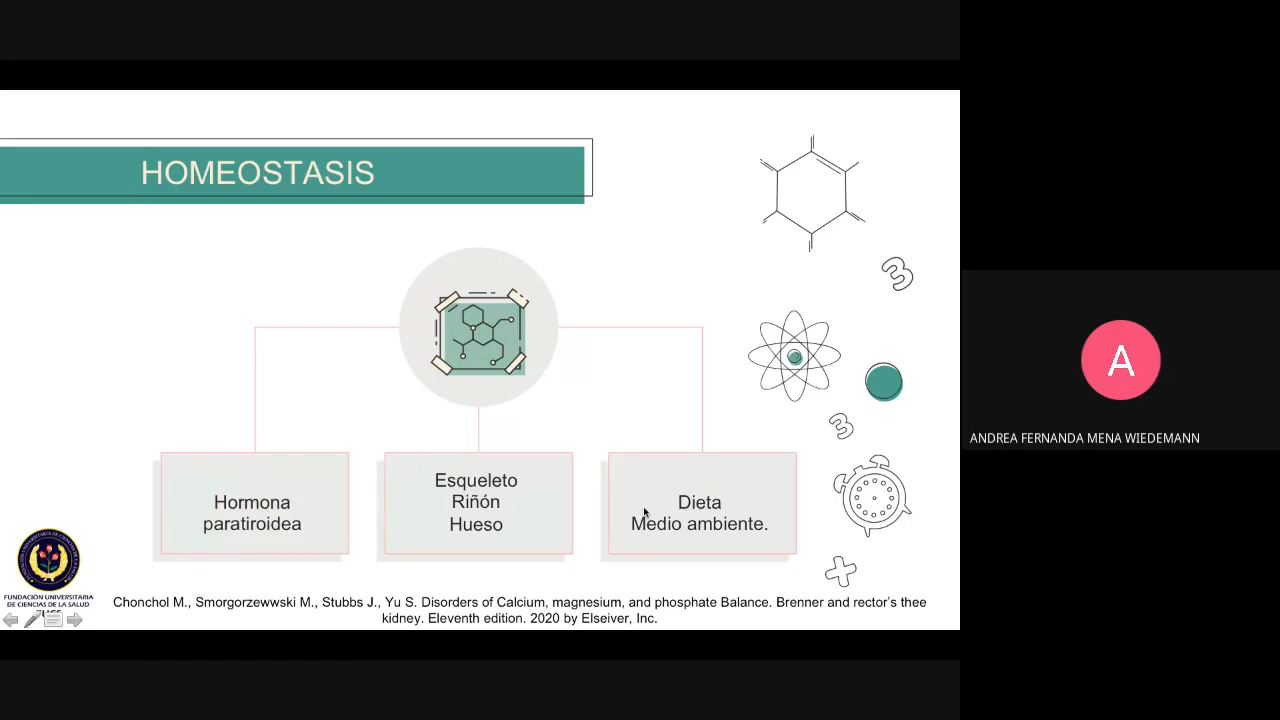 HOMEOSTASIS
Hormona
paratiroidea
Esqueleto
Riñón
Hueso
Dieta
Medio ambiente.
FUNDACIÓN UNIVERSITARIA
DE CIENCIAS DE LA SALUD
Chonchol M., Smorgorzewwski M., Stubbs J., Yu S. Disorders of Calcium, magnesium, and phosphate Balance. Brenner and rector's thee
kidney. Eleventh edition. 2020 by Elseiver, Inc.
A
ANDREA FERNANDA MENA WIEDEMANN